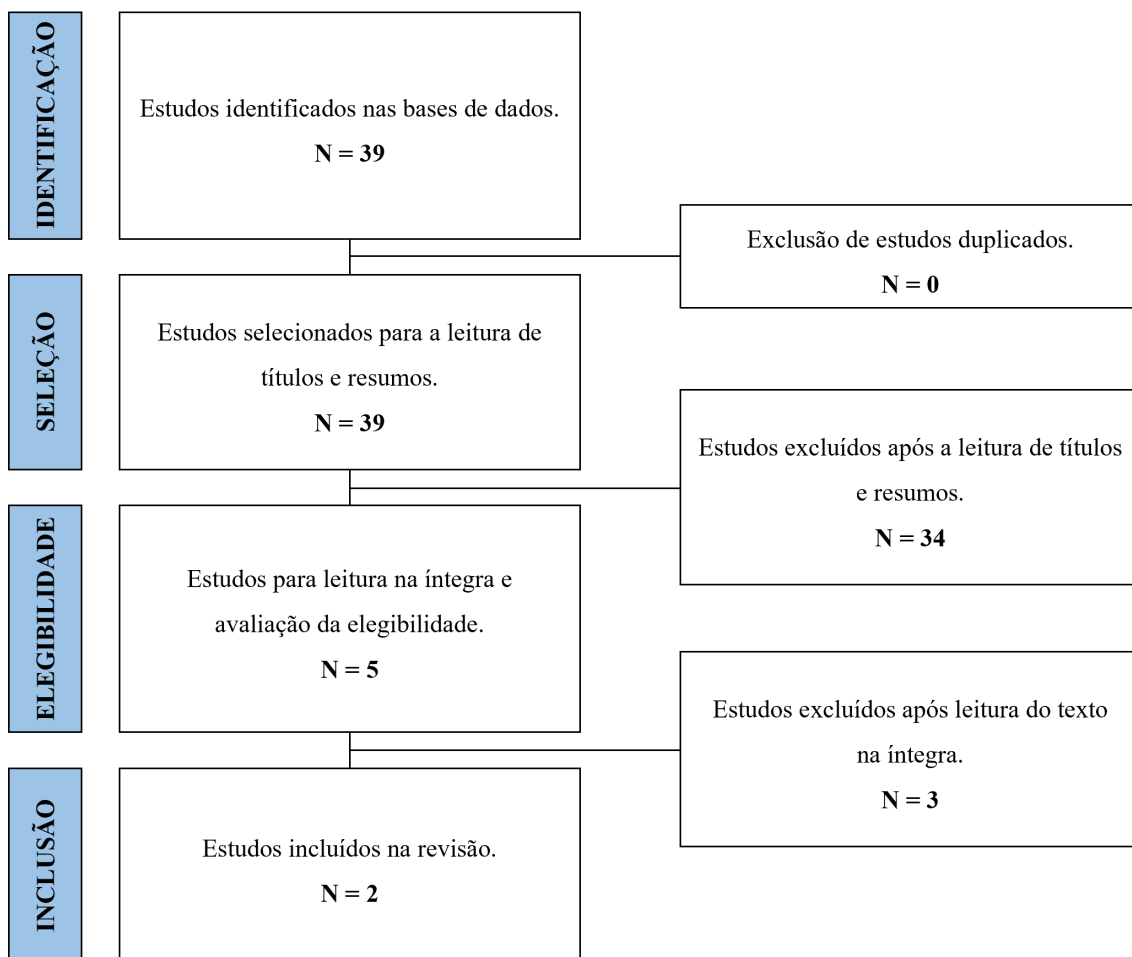 IDENTIFICAÇÃO
Estudos identificados nas bases de dados.
N = 39
Exclusão de estudos duplicados.
N = 0
SELEÇÃO
Estudos selecionados para a leitura de
títulos e resumos.
N = 39
Estudos excluídos após a leitura de títulos
e resumos.
N = 34
ELEGIBILIDADE
Estudos para leitura na íntegra e
avaliação da elegibilidade.
N = 5
Estudos excluídos após leitura do texto
na íntegra.
N = 3
INCLUSÃO
Estudos incluídos na revisão.
N = 2